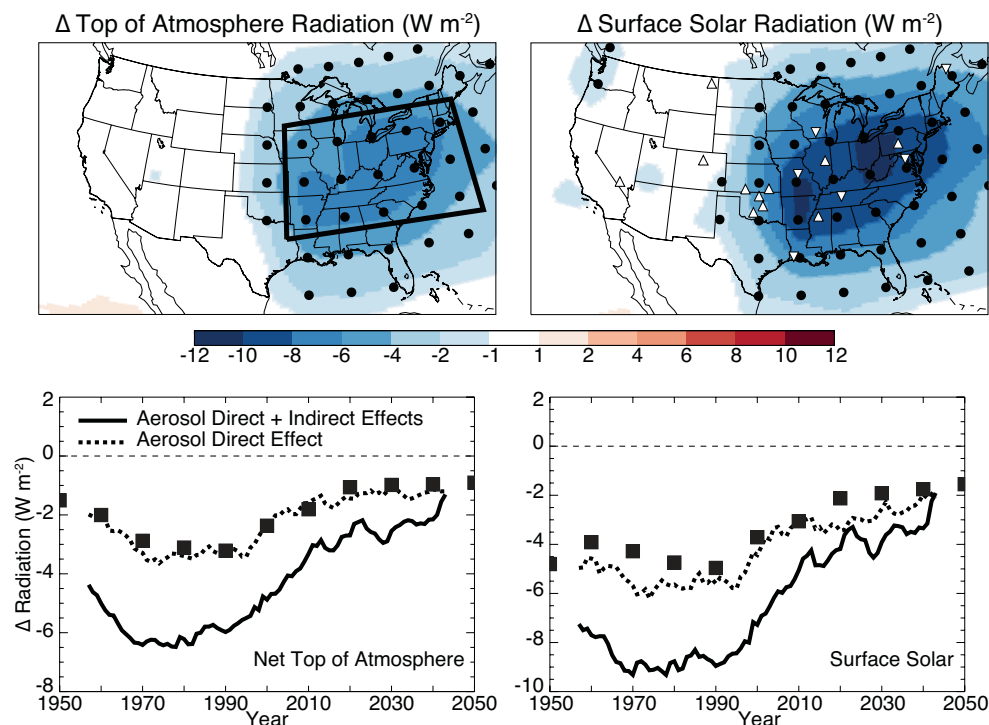 Δ Top of Atmosphere Radiation (W m⁻²)
Δ Surface Solar Radiation (W m⁻²)
-12 -10 -8 -6 -4 -2 -1 1 2 4 6 8 10 12
2
0
-2
-4
-6
-8
Δ Radiation (W m⁻²)
Aerosol Direct + Indirect Effects
Aerosol Direct Effect
Net Top of Atmosphere
1950 1970 1990 2010 2030 2050
Year
2
0
-2
-4
-6
-8
-10
Surface Solar
1950 1970 1990 2010 2030 2050
Year